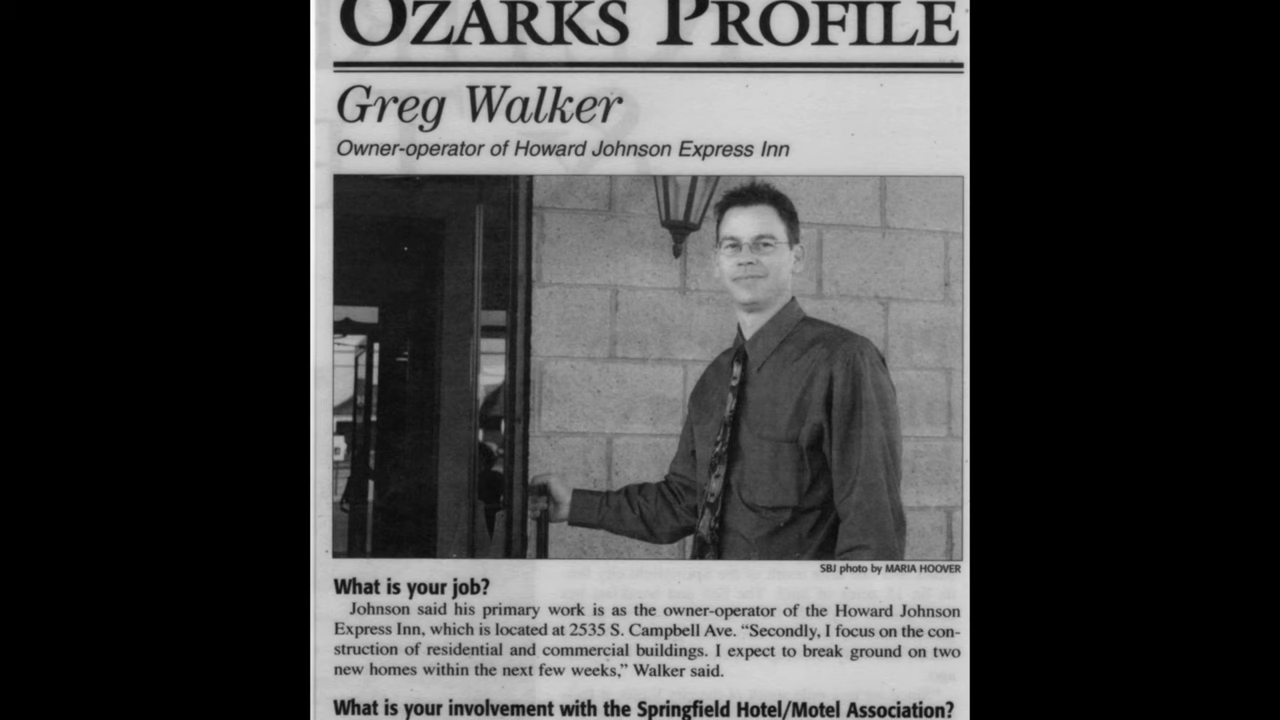 OZARKS PROFILE
Greg Walker
Owner-operator of Howard Johnson Express Inn
SBJ photo by MARIA HOOVER
What is your job?
Johnson said his primary work is as the owner-operator of the Howard Johnson
Express Inn, which is located at 2535 S. Campbell Ave. “Secondly, I focus on the con-
struction of residential and commercial buildings. I expect to break ground on two
new homes within the next few weeks,” Walker said.
What is your involvement with the Springfield Hotel/Motel Association?